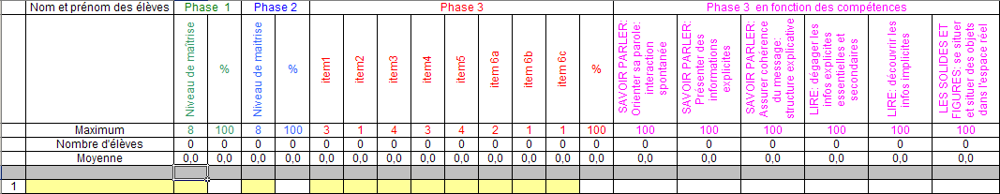 Nom et prénom des élèves Phase 1 Phase 2 Phase 3 Phase 3 en fonction des compétences
Niveau de maîtrise
%
Niveau de maîtrise
%
item1
item2
item3
item4
item5
item 6a
item 6b
item 6c
%
SAVOIR PARLER:
Orienter sa parole:
interaction
spontanée
SAVOIR PARLER:
Présenter des
informations
explicites
SAVOIR PARLER:
Assurer cohérence
du message:
structure explicative
LIRE: dégager les
infos explicites
essentielles et
secondaires
LIRE: découvrir les
infos implicites
LES SOLIDES ET
FIGURES: se situer
et situer des objets
dans l'espace réel
Maximum 8 100 8 100 3 1 4 3 4 2 1 1 100 100 100 100 100 100 100
Nombre d'élèves 0 0 0 0 0 0 0 0 0 0 0 0 0 0 0 0 0 0 0
Moyenne 0,0 0,0 0,0 0,0 0,0 0,0 0,0 0,0 0,0 0,0 0,0 0,0 0,0 0,0 0,0 0,0 0,0 0,0 0,0
1